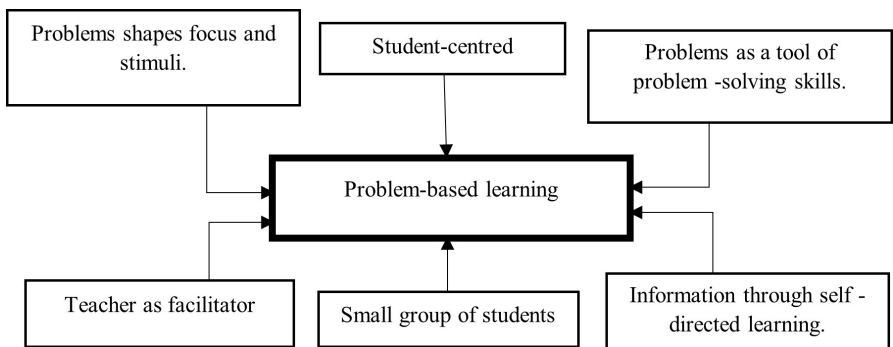 Problems shapes focus and
stimuli.
Student-centred
Problems as a tool of
problem -solving skills.
Problem-based learning
Teacher as facilitator
Small group of students
Information through self -
directed learning.